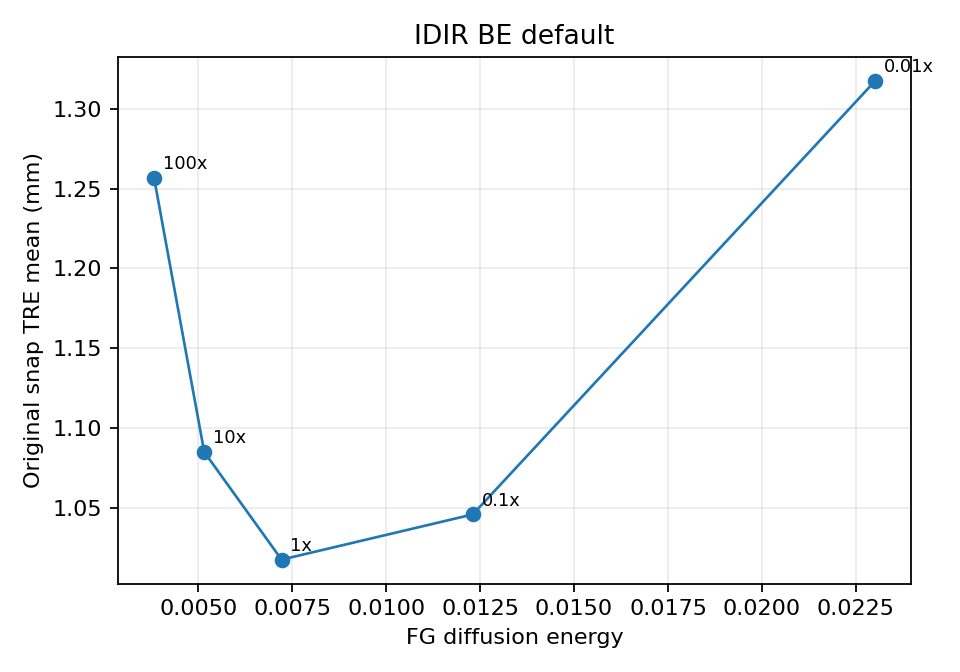 IDIR BE default
Original snap TRE mean (mm)
1.30
1.25
1.20
1.15
1.10
1.05
0.01x
100x
10x
0.1x
1x
0.0050 0.0075 0.0100 0.0125 0.0150 0.0175 0.0200 0.0225
FG diffusion energy